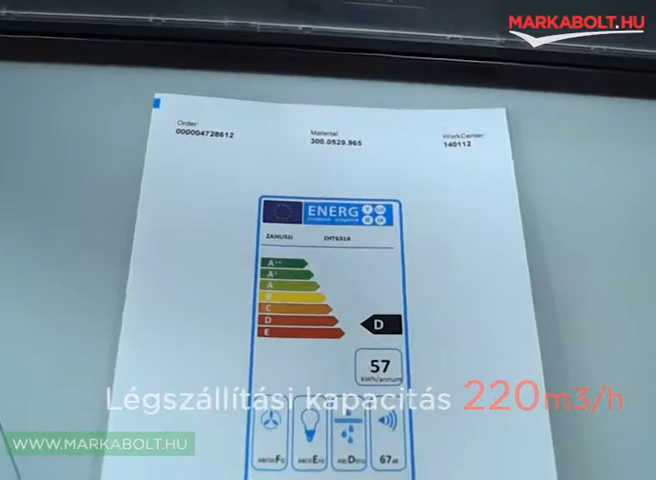 MARKABOLT.HU
Order
000004728612
Material
300.0529.965
WorkCenter
140112
ENERG
ZANUSSI
A++
A+
A
B
C
D
E
D
57
kWh/annum
Légszállítási kapacitás 220m3/h
67dB
WWW.MARKABOLT.HU